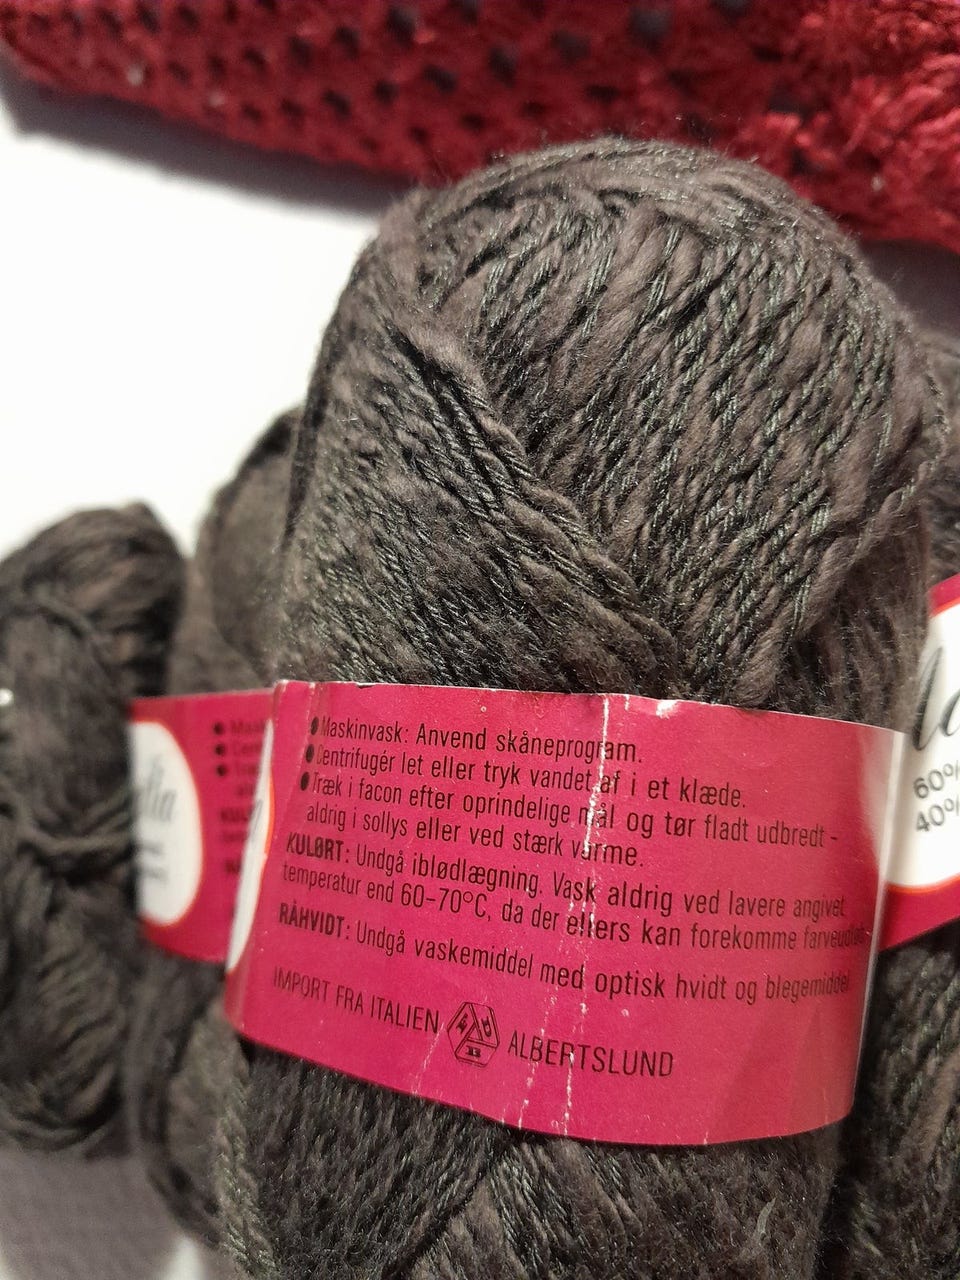 ● Maskinvask: Anvend skåneprogram.
● Centrifugér let eller tryk vandet af i et klæde.
● Træk i facon efter oprindelige mål og tør fladt udbredt –
aldrig i sollys eller ved stærk varme.
KULØRT: Undgå iblødlægning. Vask aldrig ved lavere angivet
temperatur end 60–70°C, da der ellers kan forekomme
RÅHVIDT: Undgå vaskemiddel med optisk hvidt og blegemiddel
IMPORT FRA ITALIEN ALBERTSLUND
60%
40%